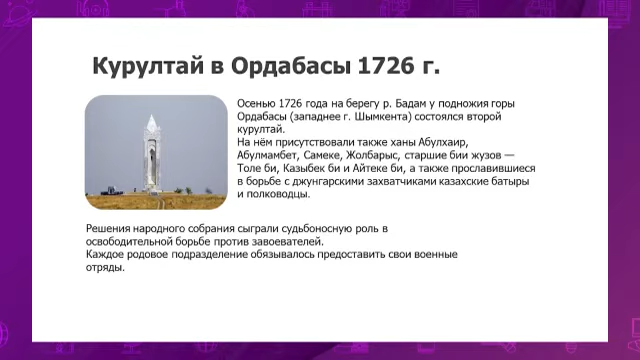 Курултай в Ордабасы 1726 г.
Осенью 1726 года на берегу р. Бадам у подножия горы
Ордабасы (западнее г. Шымкента) состоялся второй
курултай.
На нём присутствовали также ханы Абулхаир,
Абулмамбет, Самеке, Жолбарыс, старшие бии жузов —
Толе би, Казыбек би и Айтеке би, а также прославившиеся
в борьбе с джунгарскими захватчиками казахские батыры
и полководцы.
Решения народного собрания сыграли судьбоносную роль в
освободительной борьбе против завоевателей.
Каждое родовое подразделение обязывалось предоставить свои военные
отряды.